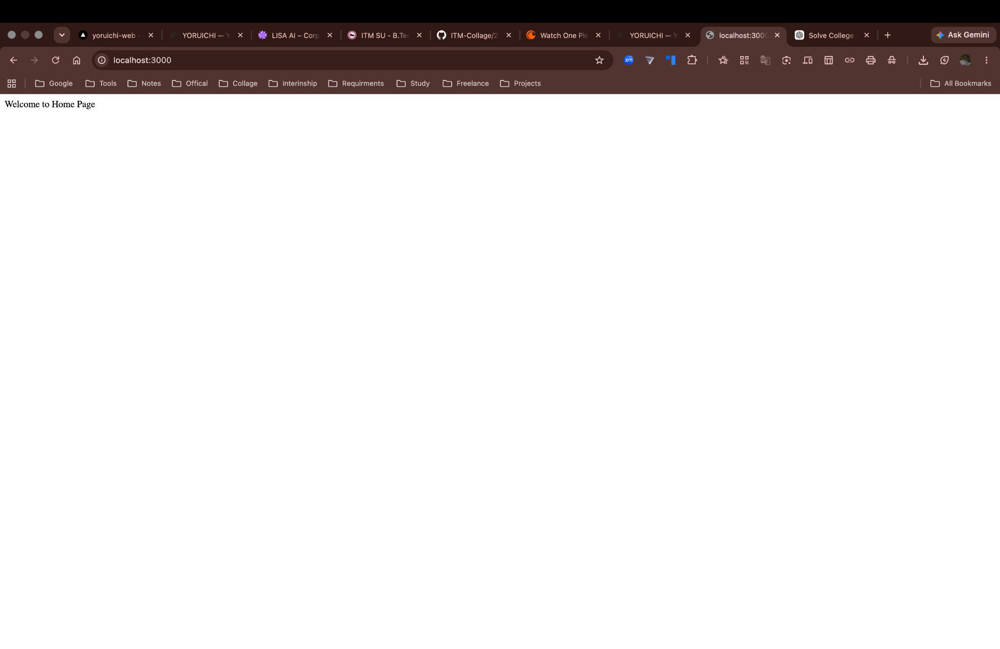 yoruichi-web -
YORUICHI — Y
LISA AI – Corp
ITM SU - B.Tec
ITM-Collage/2
Watch One Pie
YORUICHI — Y
localhost:3000
Solve College
Ask Gemini
localhost:3000
zm
Google
Tools
Notes
Offical
Collage
Interinship
Requirments
Study
Freelance
Projects
All Bookmarks
Welcome to Home Page